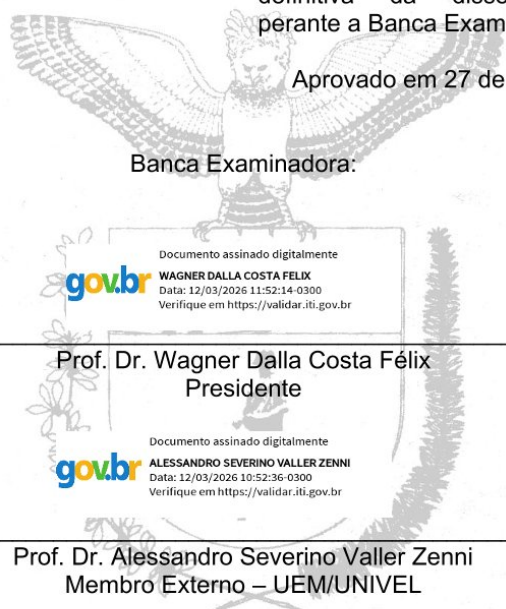 definitiva da disse
perante a Banca Exam
Aprovado em 27 de
Banca Examinadora:
gov.br
Documento assinado digitalmente
WAGNER DALLA COSTA FELIX
Data: 12/03/2026 11:52:14-0300
Verifique em https://validar.iti.gov.br
Prof. Dr. Wagner Dalla Costa Félix
Presidente
gov.br
Documento assinado digitalmente
ALESSANDRO SEVERINO VALLER ZENNI
Data: 12/03/2026 10:52:36-0300
Verifique em https://validar.iti.gov.br
Prof. Dr. Alessandro Severino Valler Zenni
Membro Externo – UEM/UNIVEL